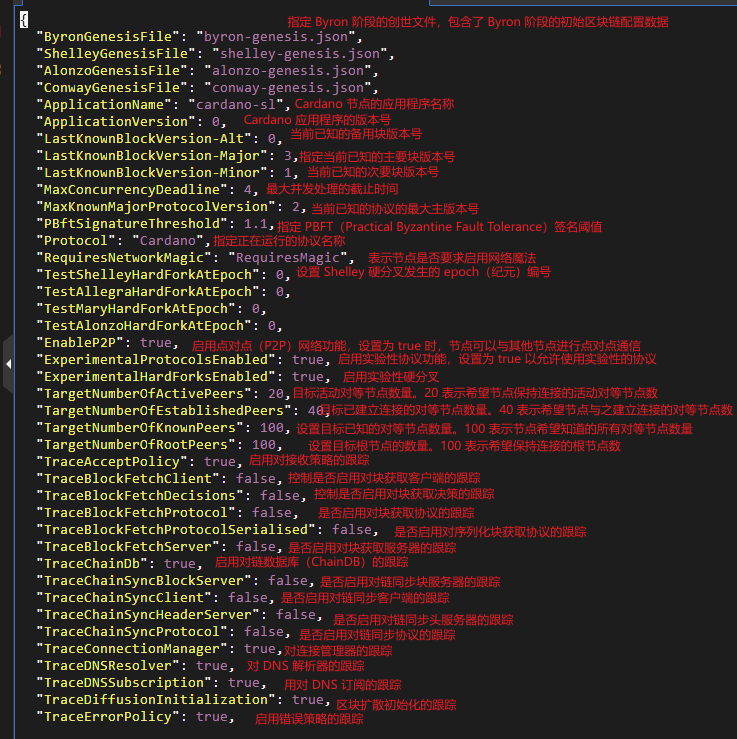 { 指定 Byron 阶段的创世文件，包含了 Byron 阶段的初始区块链配置数据
"ByronGenesisFile": "byron-genesis.json",
"ShelleyGenesisFile": "shelley-genesis.json",
"AlonzoGenesisFile": "alonzo-genesis.json",
"ConwayGenesisFile": "conway-genesis.json",
"ApplicationName": "cardano-sl", Cardano 节点的应用程序名称
"ApplicationVersion": 0, Cardano 应用程序的版本号
"LastKnownBlockVersion-Alt": 0, 当前已知的备用块版本号
"LastKnownBlockVersion-Major": 3, 指定当前已知的主要块版本号
"LastKnownBlockVersion-Minor": 1, 当前已知的次要块版本号
"MaxConcurrencyDeadline": 4, 最大并发处理的截止时间
"MaxKnownMajorProtocolVersion": 2, 当前已知的协议的最大主版本号
"PBftSignatureThreshold": 1.1, 指定 PBFT（Practical Byzantine Fault Tolerance）签名阈值
"Protocol": "Cardano", 指定正在运行的协议名称
"RequiresNetworkMagic": "RequiresMagic", 表示节点是否要求启用网络魔法
"TestShelleyHardForkAtEpoch": 0, 设置 Shelley 硬分叉发生的 epoch（纪元）编号
"TestAllegraHardForkAtEpoch": 0,
"TestMaryHardForkAtEpoch": 0,
"TestAlonzoHardForkAtEpoch": 0,
"EnableP2P": true, 启用点对点（P2P）网络功能，设置为 true 时，节点可以与其他节点进行点对点通信
"ExperimentalProtocolsEnabled": true, 启用实验性协议功能，设置为 true 以允许使用实验性的协议
"ExperimentalHardForksEnabled": true, 启用实验性硬分叉
"TargetNumberOfActivePeers": 20, 目标活动对等节点数量。20 表示希望节点保持连接的活动对等节点数
"TargetNumberOfEstablishedPeers": 40, 目标已建立连接的对等节点数量。40 表示希望节点与之建立连接的对等节点数
"TargetNumberOfKnownPeers": 100, 设置目标已知的对等节点数量。100 表示节点希望知道的所有对等节点数量
"TargetNumberOfRootPeers": 100, 设置目标根节点的数量。100 表示希望保持连接的根节点数
"TraceAcceptPolicy": true, 启用对接收策略的跟踪
"TraceBlockFetchClient": false, 控制是否启用对块获取客户端的跟踪
"TraceBlockFetchDecisions": false, 控制是否启用对块获取决策的跟踪
"TraceBlockFetchProtocol": false, 是否启用对块获取协议的跟踪
"TraceBlockFetchProtocolSerialised": false, 是否启用对序列化块获取协议的跟踪
"TraceBlockFetchServer": false, 是否启用对块获取服务器的跟踪
"TraceChainDb": true, 启用对链数据库（ChainDB）的跟踪
"TraceChainSyncBlockServer": false, 是否启用对链同步块服务器的跟踪
"TraceChainSyncClient": false, 是否启用对链同步客户端的跟踪
"TraceChainSyncHeaderServer": false, 是否启用对链同步头服务器的跟踪
"TraceChainSyncProtocol": false, 是否启用对链同步协议的跟踪
"TraceConnectionManager": true, 对连接管理器的跟踪
"TraceDNSResolver": true, 对 DNS 解析器的跟踪
"TraceDNSSubscription": true, 用对 DNS 订阅的跟踪
"TraceDiffusionInitialization": true, 区块扩散初始化的跟踪
"TraceErrorPolicy": true, 启用错误策略的跟踪